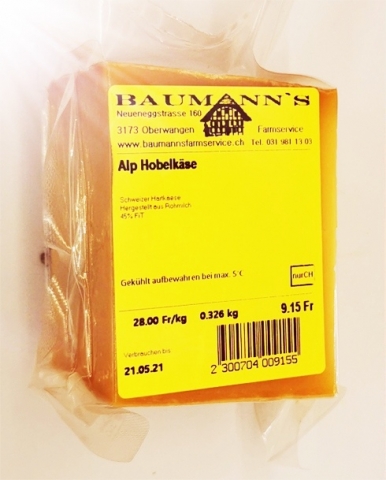 BAUMANN'S
Neueneggstrasse 160
3173 Oberwangen Farmservice
www.baumannsfarmservice.ch Tel. 031 981 13 03
Alp Hobelkäse
Schweizer Hartkäse
Hergestellt aus Rohmilch
45% FiT
Gekühlt aufbewahren bei max. 5°C
nurCH
28.00 Fr/kg 0.326 kg 9.15 Fr
Verbrauchen bis
21.05.21
2 300704 009155